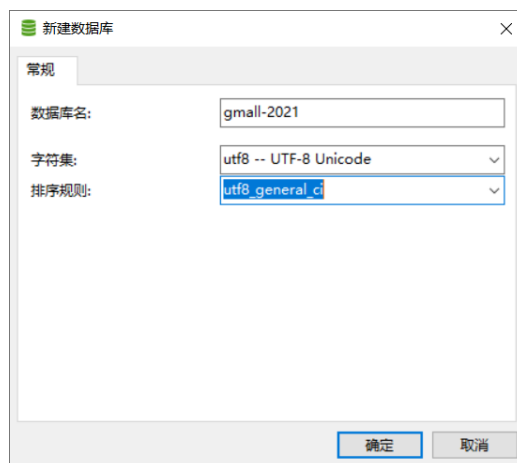 新建数据库
常规
数据库名: gmall-2021
字符集: utf8 -- UTF-8 Unicode
排序规则: utf8_general_ci
确定 取消